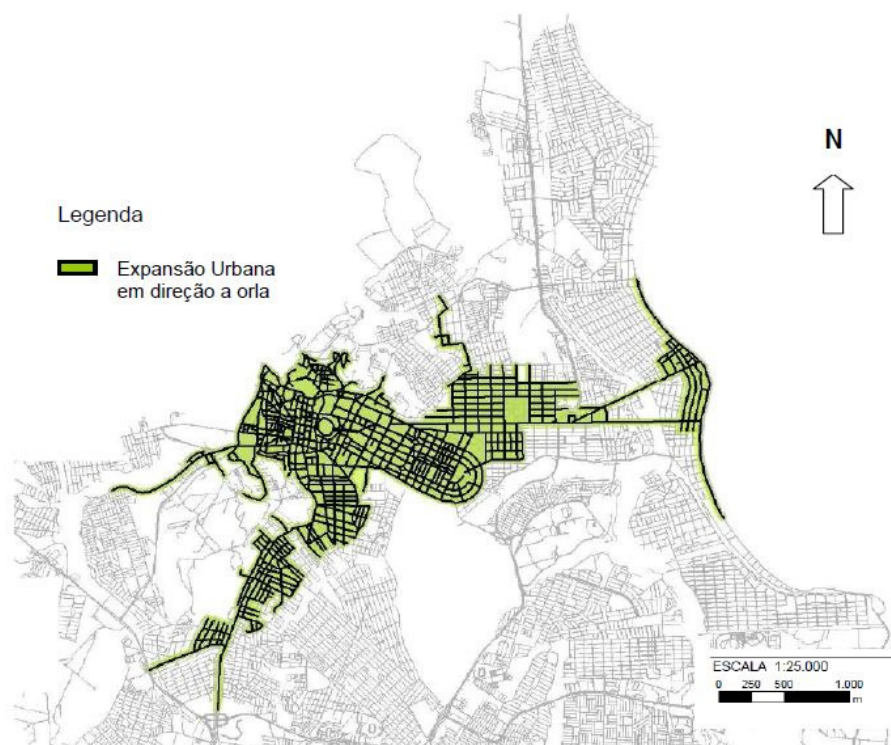 N
Legenda
Expansão Urbana
em direção a orla
ESCALA 1:25.000
0 250 500 1.000
m